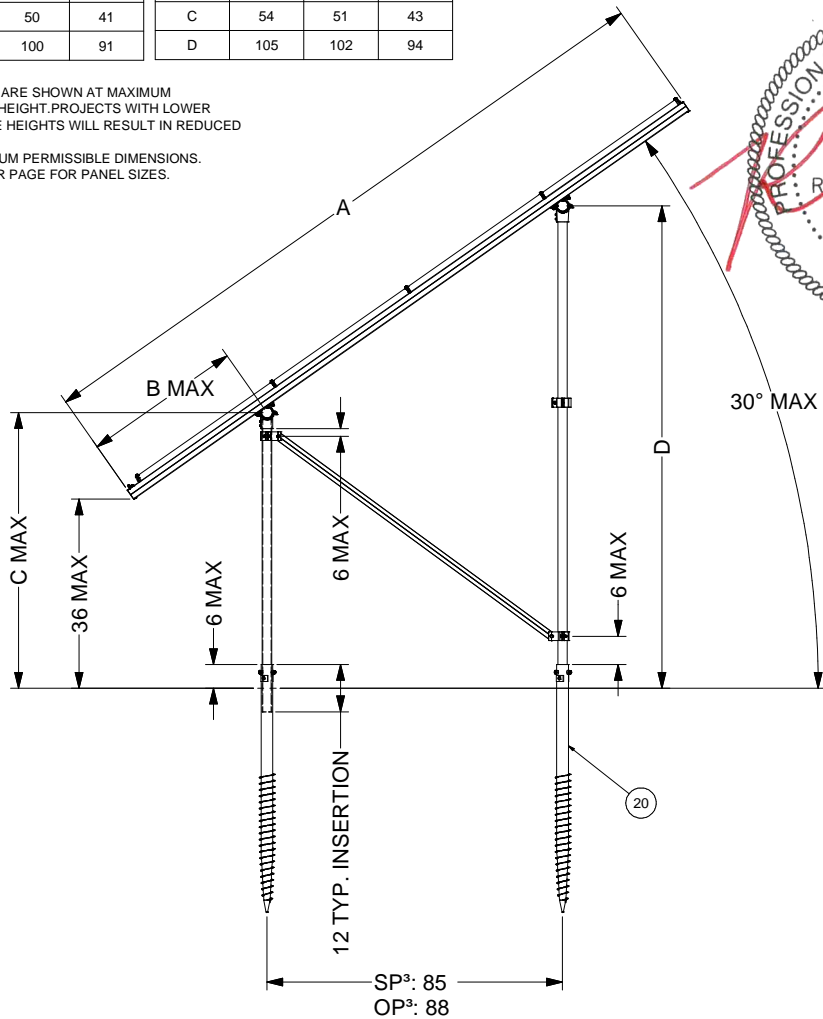 50 41
100 91
C 54 51 43
D 105 102 94
ARE SHOWN AT MAXIMUM
HEIGHT.PROJECTS WITH LOWER
HEIGHTS WILL RESULT IN REDUCED
UM PERMISSIBLE DIMENSIONS.
PAGE FOR PANEL SIZES.
PROFESSION
R
A
B MAX
30° MAX
D
C MAX
36 MAX
6 MAX
6 MAX
6 MAX
12 TYP. INSERTION
20
SP³: 85
OP³: 88